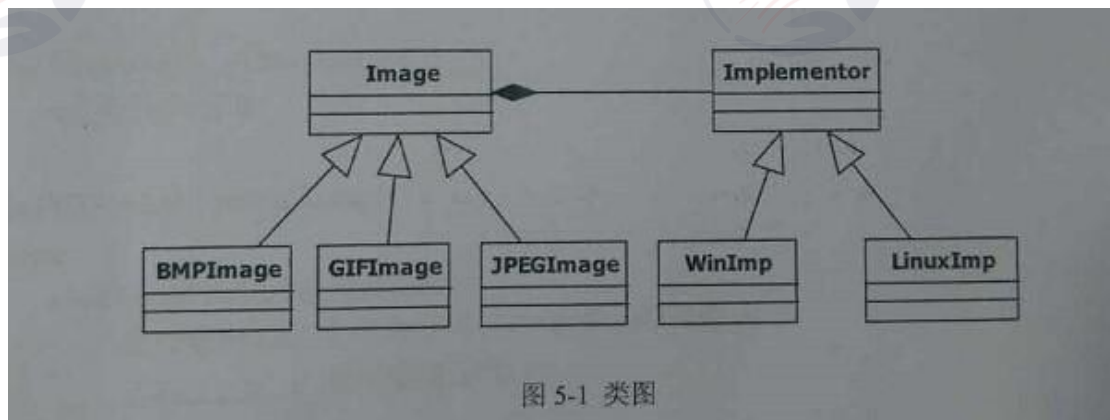 Image
Implementor
BMPImage
GIFImage
JPEGImage
WinImp
LinuxImp
图 5-1 类图